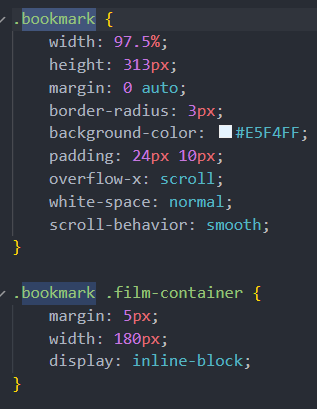 .bookmark {
width: 97.5%;
height: 313px;
margin: 0 auto;
border-radius: 3px;
background-color: #E5F4FF;
padding: 24px 10px;
overflow-x: scroll;
white-space: normal;
scroll-behavior: smooth;
}
.bookmark .film-container {
margin: 5px;
width: 180px;
display: inline-block;
}